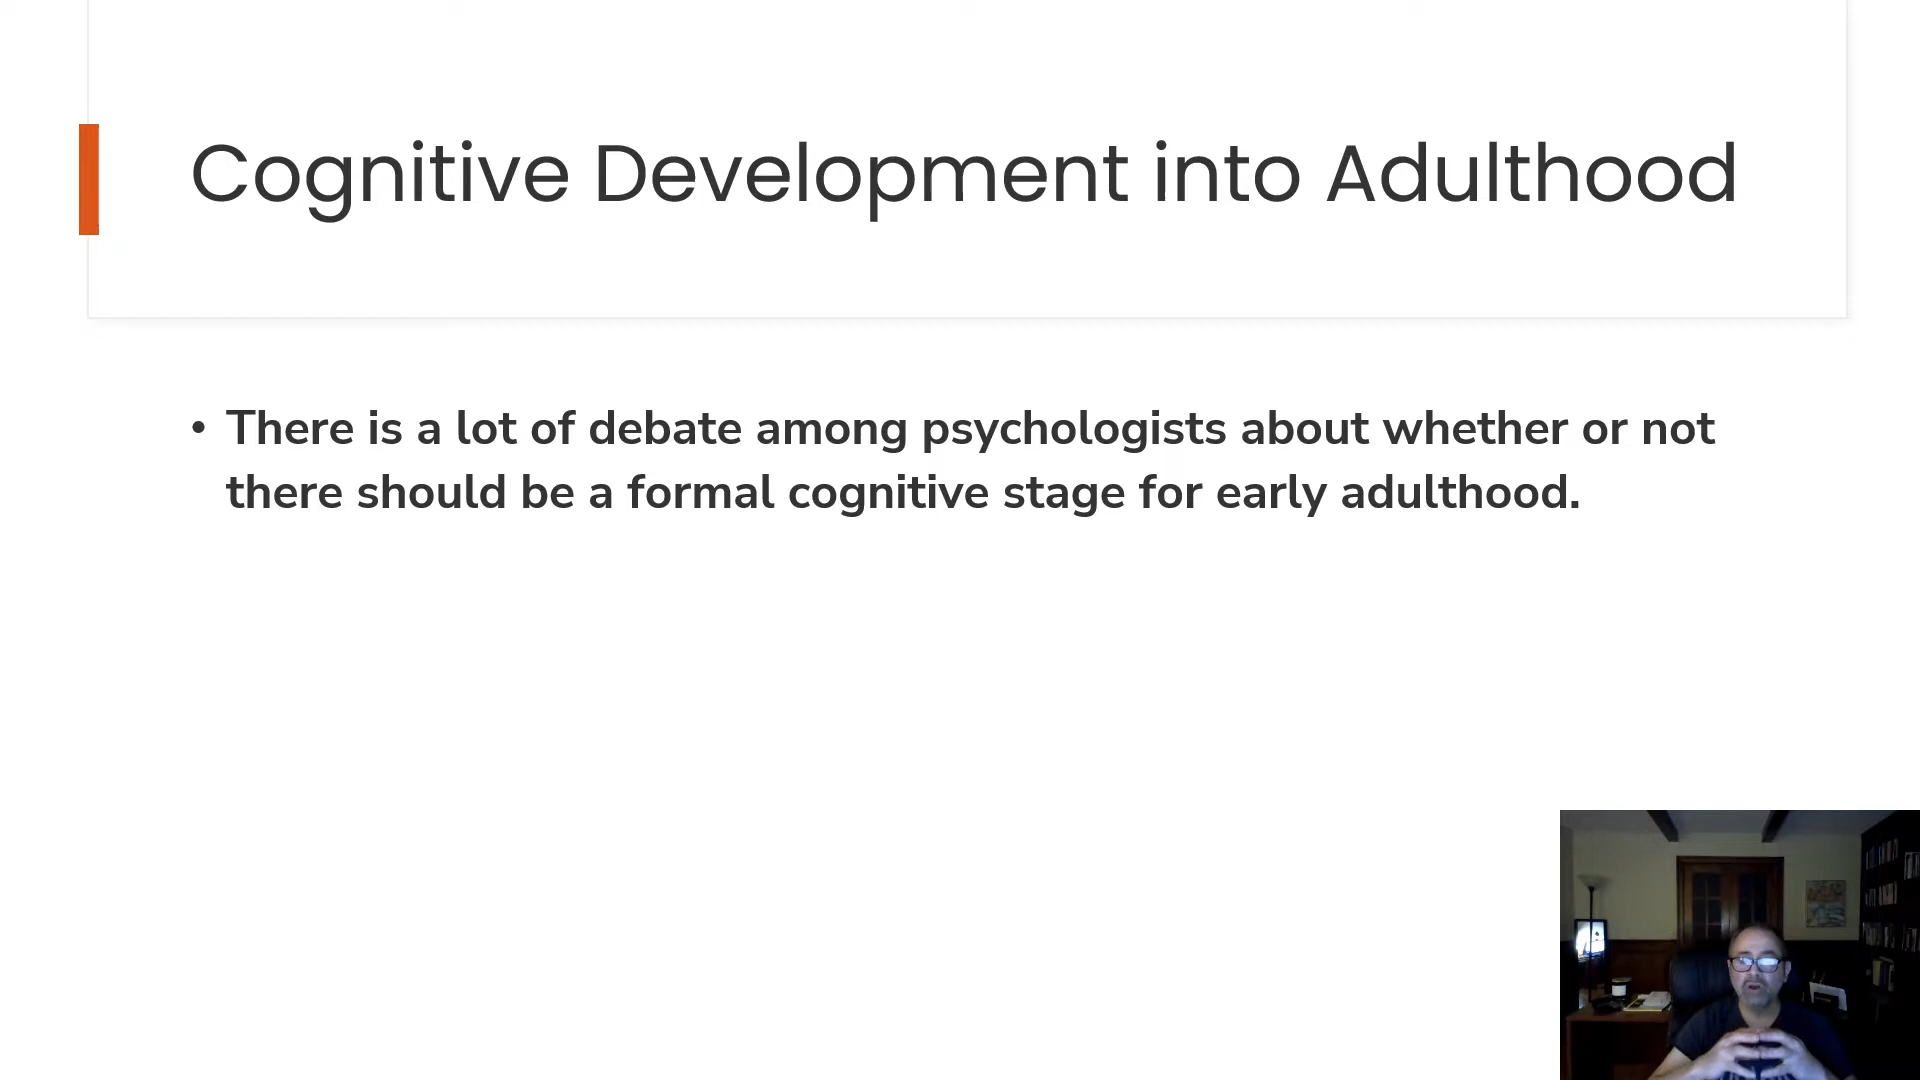 Cognitive Development into Adulthood
• There is a lot of debate among psychologists about whether or not
there should be a formal cognitive stage for early adulthood.